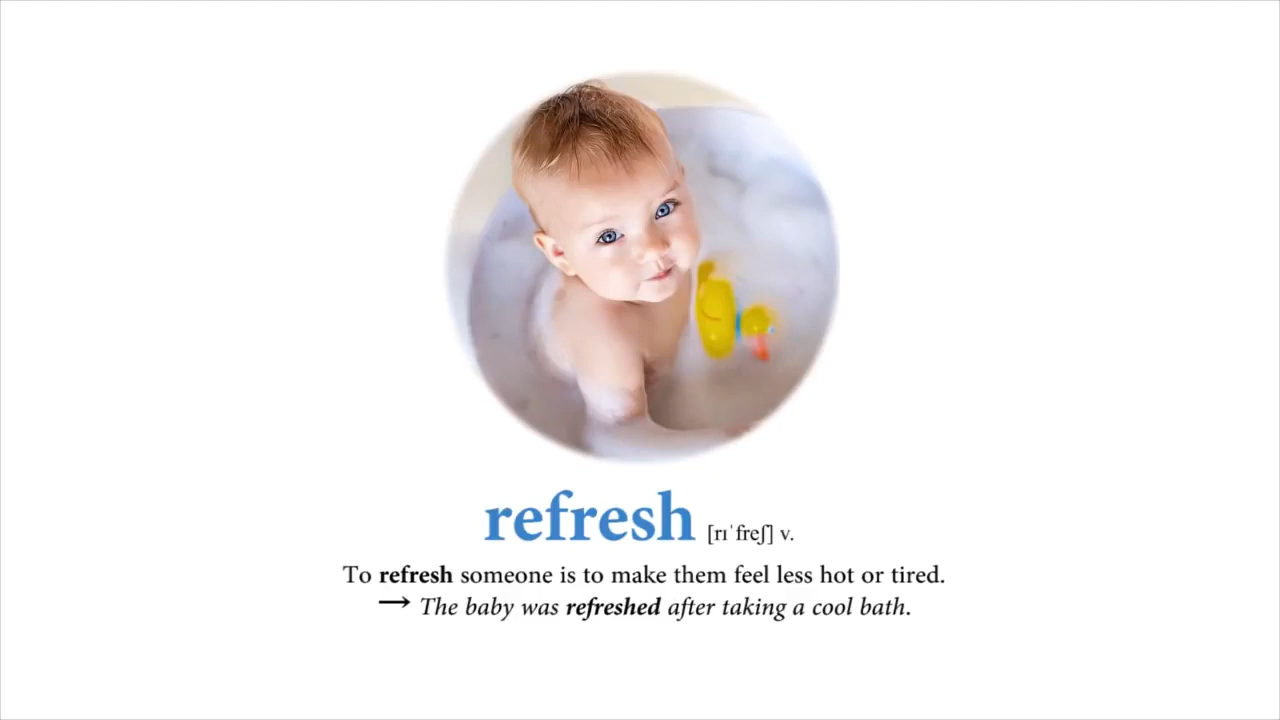 refresh [rɪˈfreʃ] v.
To refresh someone is to make them feel less hot or tired.
→ The baby was refreshed after taking a cool bath.